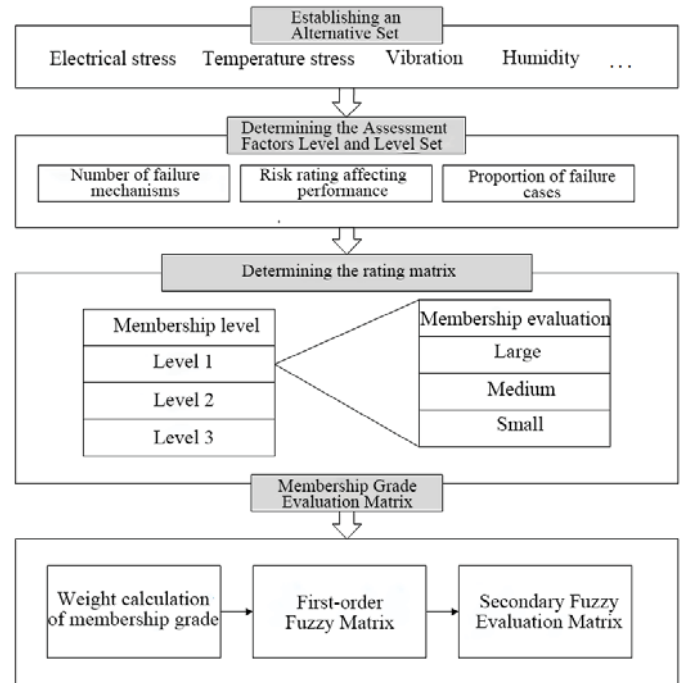 Establishing an
Alternative Set
Electrical stress Temperature stress Vibration Humidity ...
Determining the Assessment
Factors Level and Level Set
Number of failure
mechanisms
Risk rating affecting
performance
Proportion of failure
cases
Determining the rating matrix
Membership level
Level 1
Level 2
Level 3
Membership evaluation
Large
Medium
Small
Membership Grade
Evaluation Matrix
Weight calculation
of membership grade
First-order
Fuzzy Matrix
Secondary Fuzzy
Evaluation Matrix